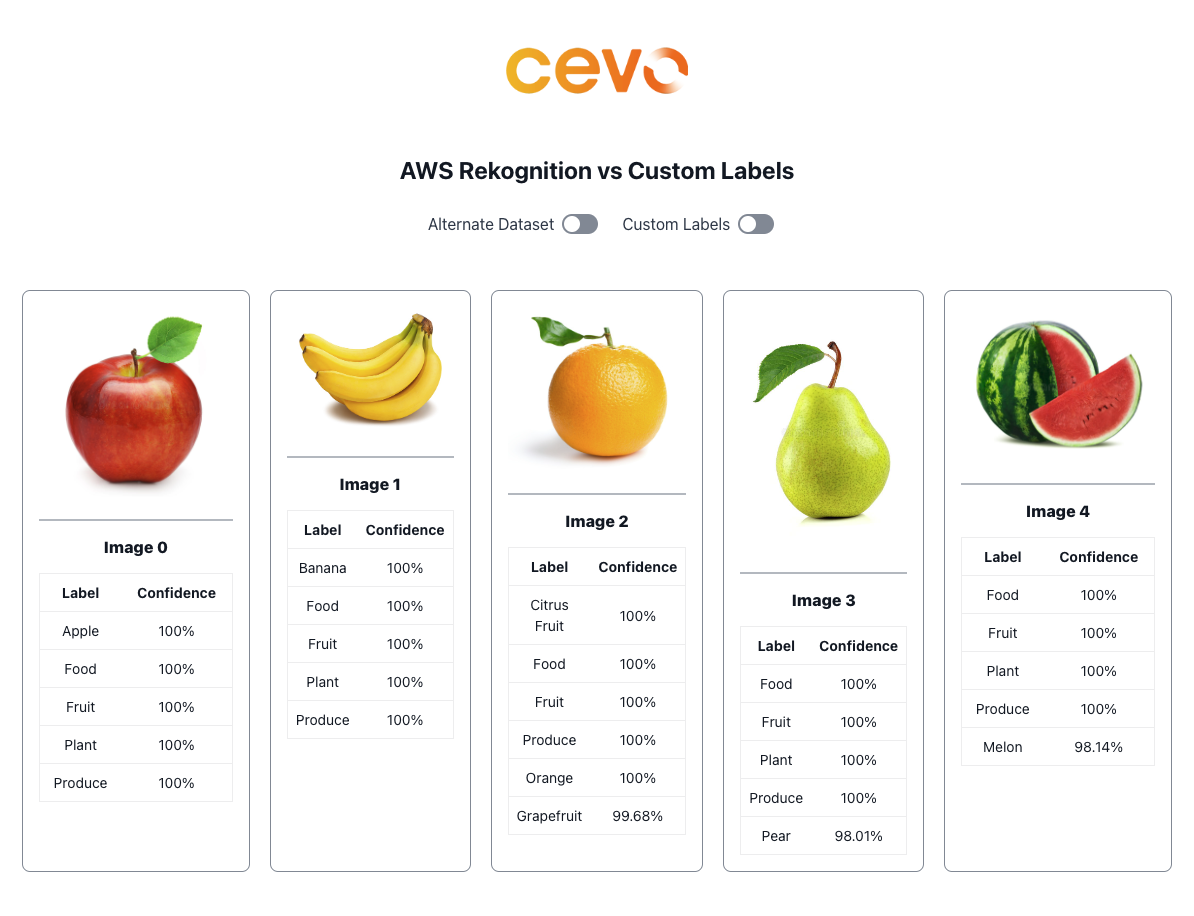 cevo
AWS Rekognition vs Custom Labels
Alternate Dataset Custom Labels
Image 0
Label Confidence
Apple 100%
Food 100%
Fruit 100%
Plant 100%
Produce 100%
Image 1
Label Confidence
Banana 100%
Food 100%
Fruit 100%
Plant 100%
Produce 100%
Image 2
Label Confidence
Citrus
Fruit 100%
Food 100%
Fruit 100%
Produce 100%
Orange 100%
Grapefruit 99.68%
Image 3
Label Confidence
Food 100%
Fruit 100%
Plant 100%
Produce 100%
Pear 98.01%
Image 4
Label Confidence
Food 100%
Fruit 100%
Plant 100%
Produce 100%
Melon 98.14%